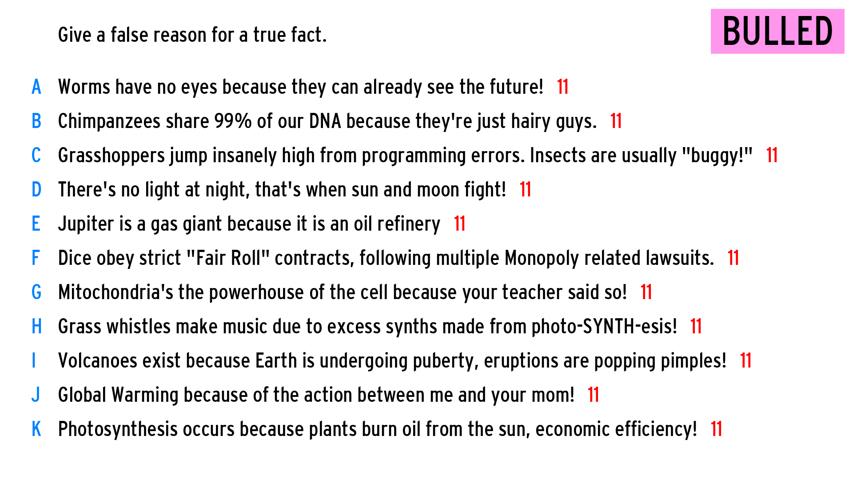 Give a false reason for a true fact.
BULLED
A Worms have no eyes because they can already see the future! 11
B Chimpanzees share 99% of our DNA because they're just hairy guys. 11
C Grasshoppers jump insanely high from programming errors. Insects are usually "buggy!" 11
D There's no light at night, that's when sun and moon fight! 11
E Jupiter is a gas giant because it is an oil refinery 11
F Dice obey strict "Fair Roll" contracts, following multiple Monopoly related lawsuits. 11
G Mitochondria's the powerhouse of the cell because your teacher said so! 11
H Grass whistles make music due to excess synths made from photo-SYNTH-esis! 11
I Volcanoes exist because Earth is undergoing puberty, eruptions are popping pimples! 11
J Global Warming because of the action between me and your mom! 11
K Photosynthesis occurs because plants burn oil from the sun, economic efficiency! 11